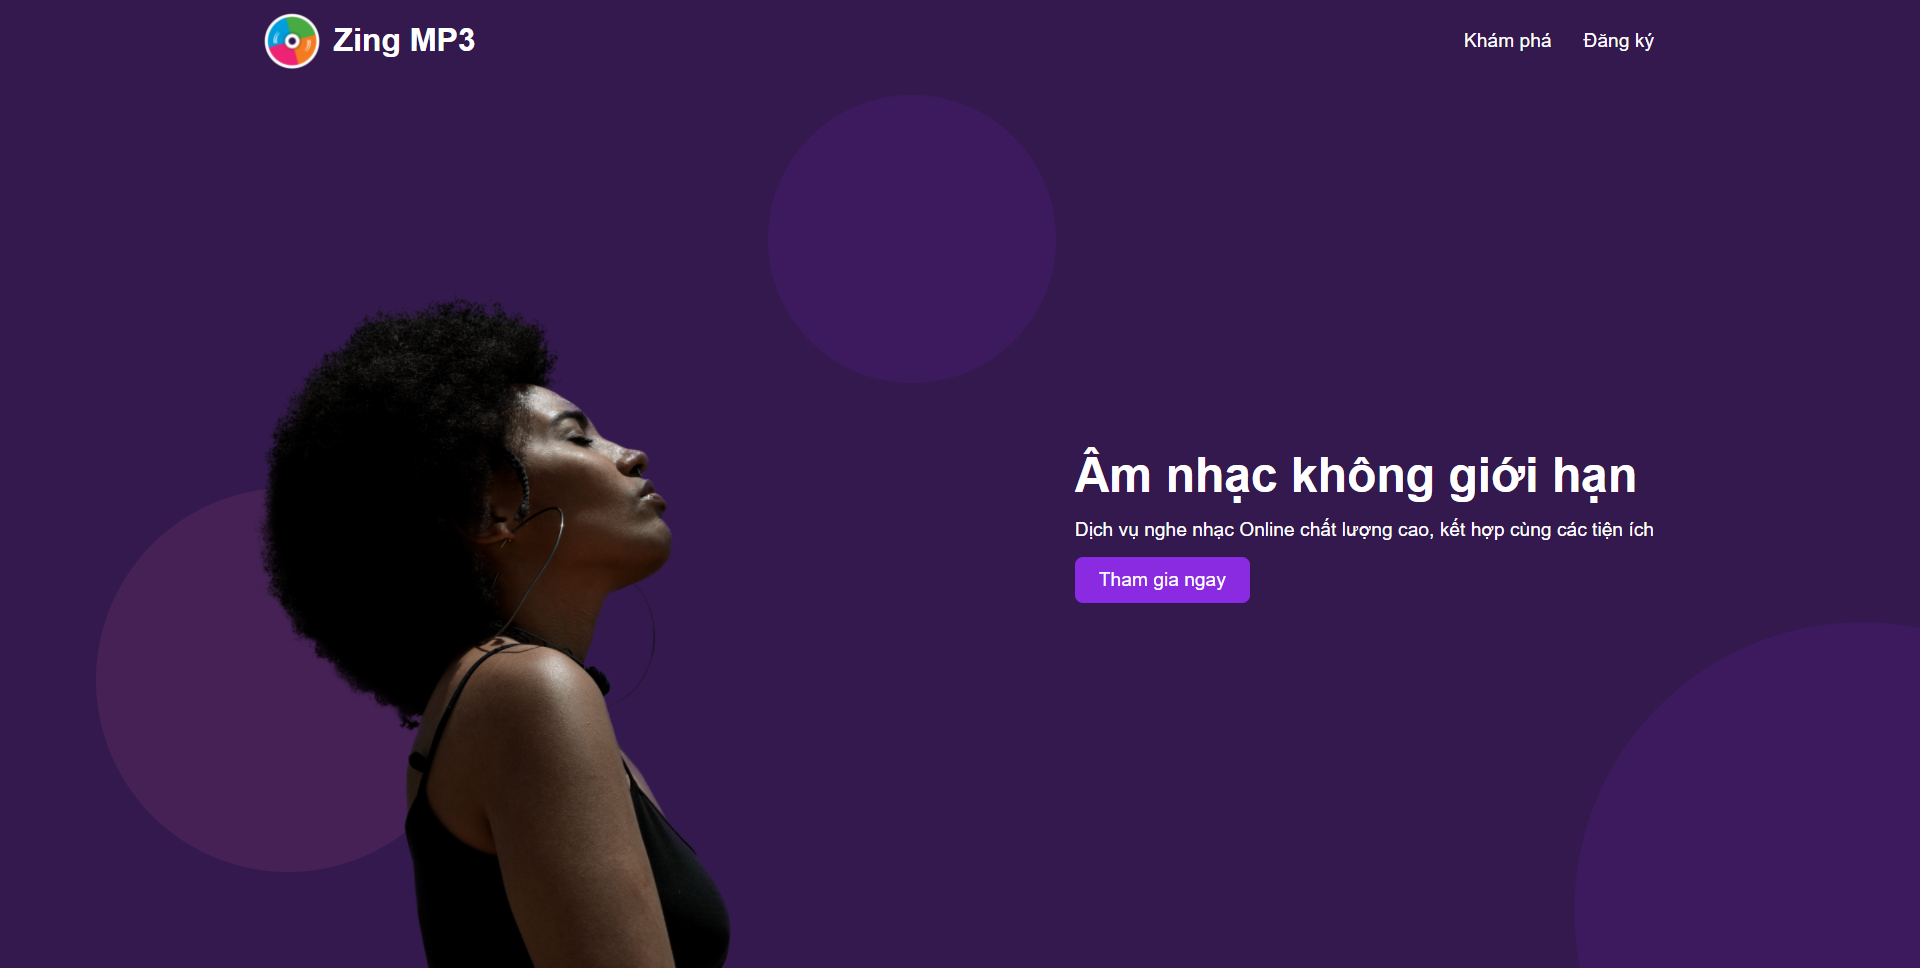 Zing MP3
Khám phá
Đăng ký
Âm nhạc không giới hạn
Dịch vụ nghe nhạc Online chất lượng cao, kết hợp cùng các tiện ích
Tham gia ngay